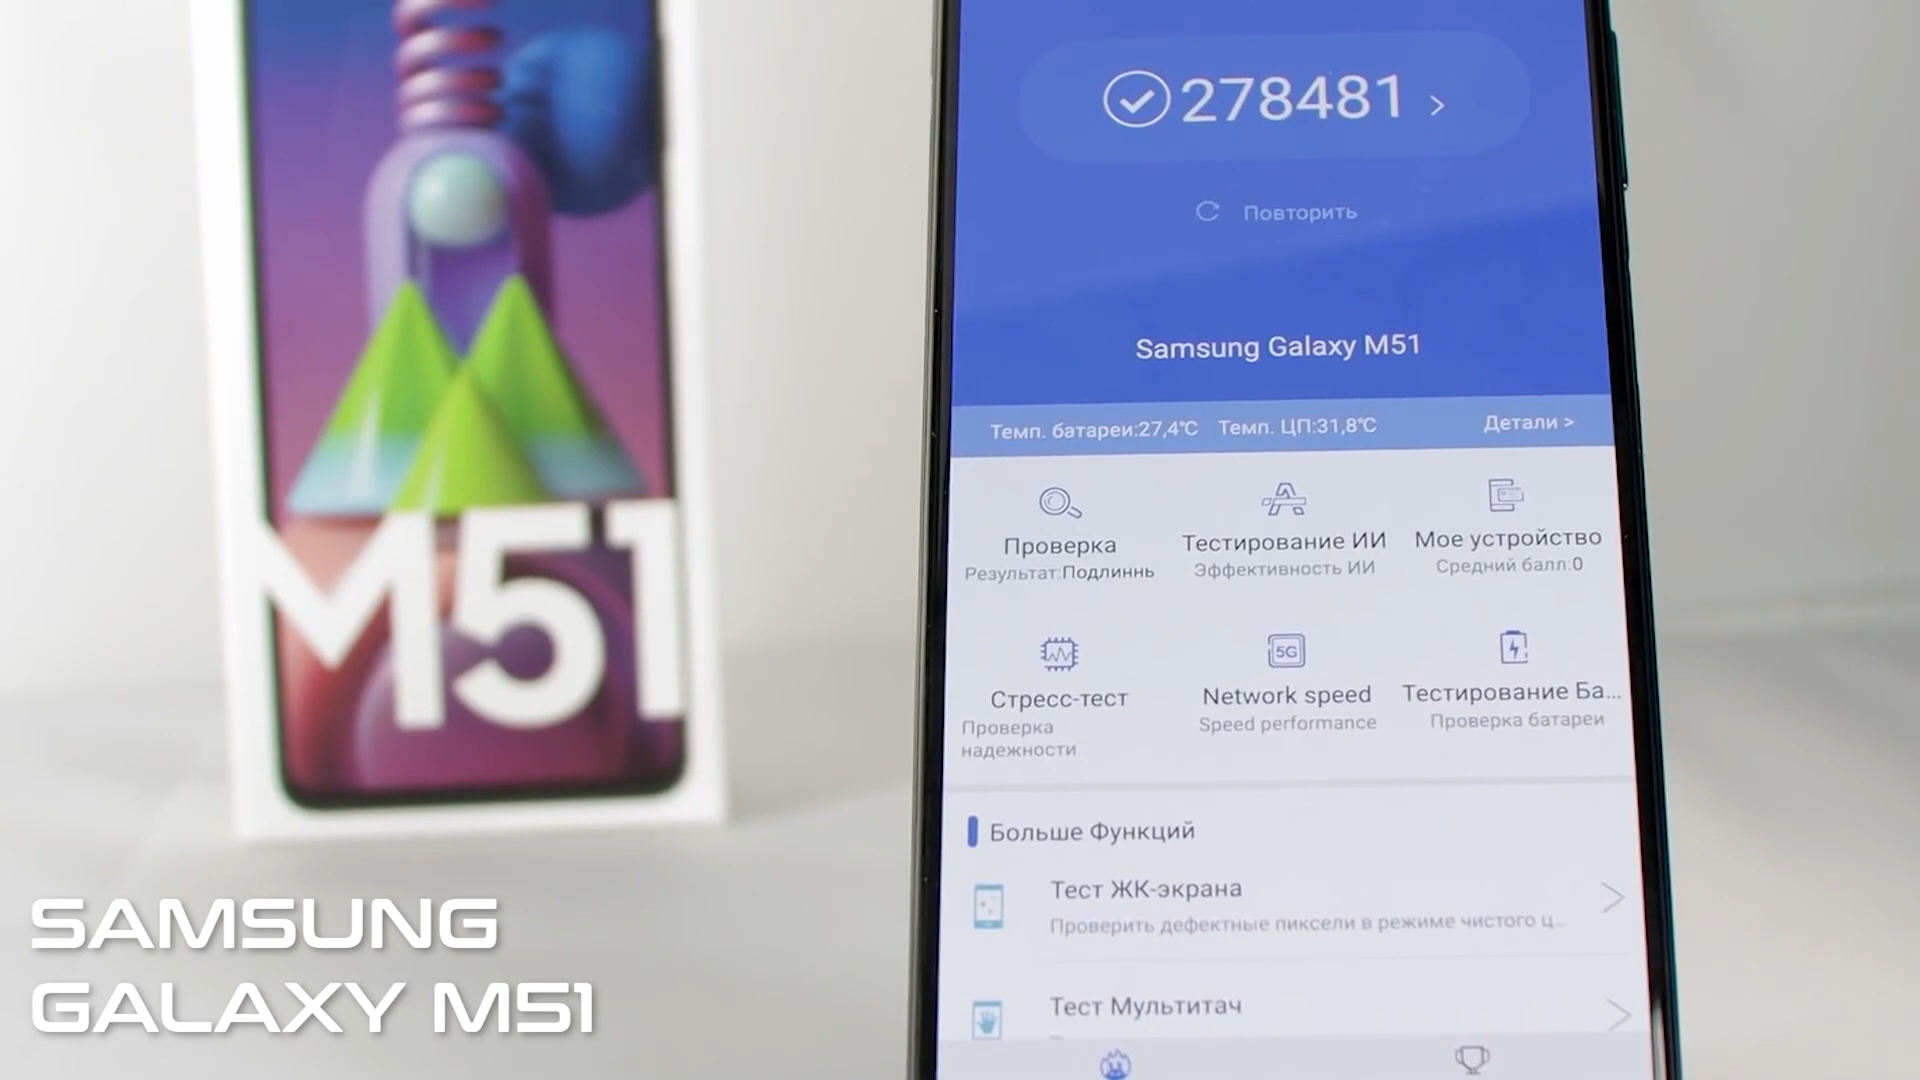 M51
SAMSUNG
GALAXY M51
278481 >
Повторить
Samsung Galaxy M51
Темп. батареи:27,4℃ Темп. ЦП:31,8℃ Детали >
Проверка
Результат:Подлиннь
Тестирование ИИ
Эффективность ИИ
Мое устройство
Средний балл:0
Стресс-тест
Проверка
надежности
5G
Network speed
Speed performance
Тестирование Ба...
Проверка батареи
Больше Функций
Тест ЖК-экрана
Проверить дефектные пиксели в режиме чистого ц...
Тест Мультитач